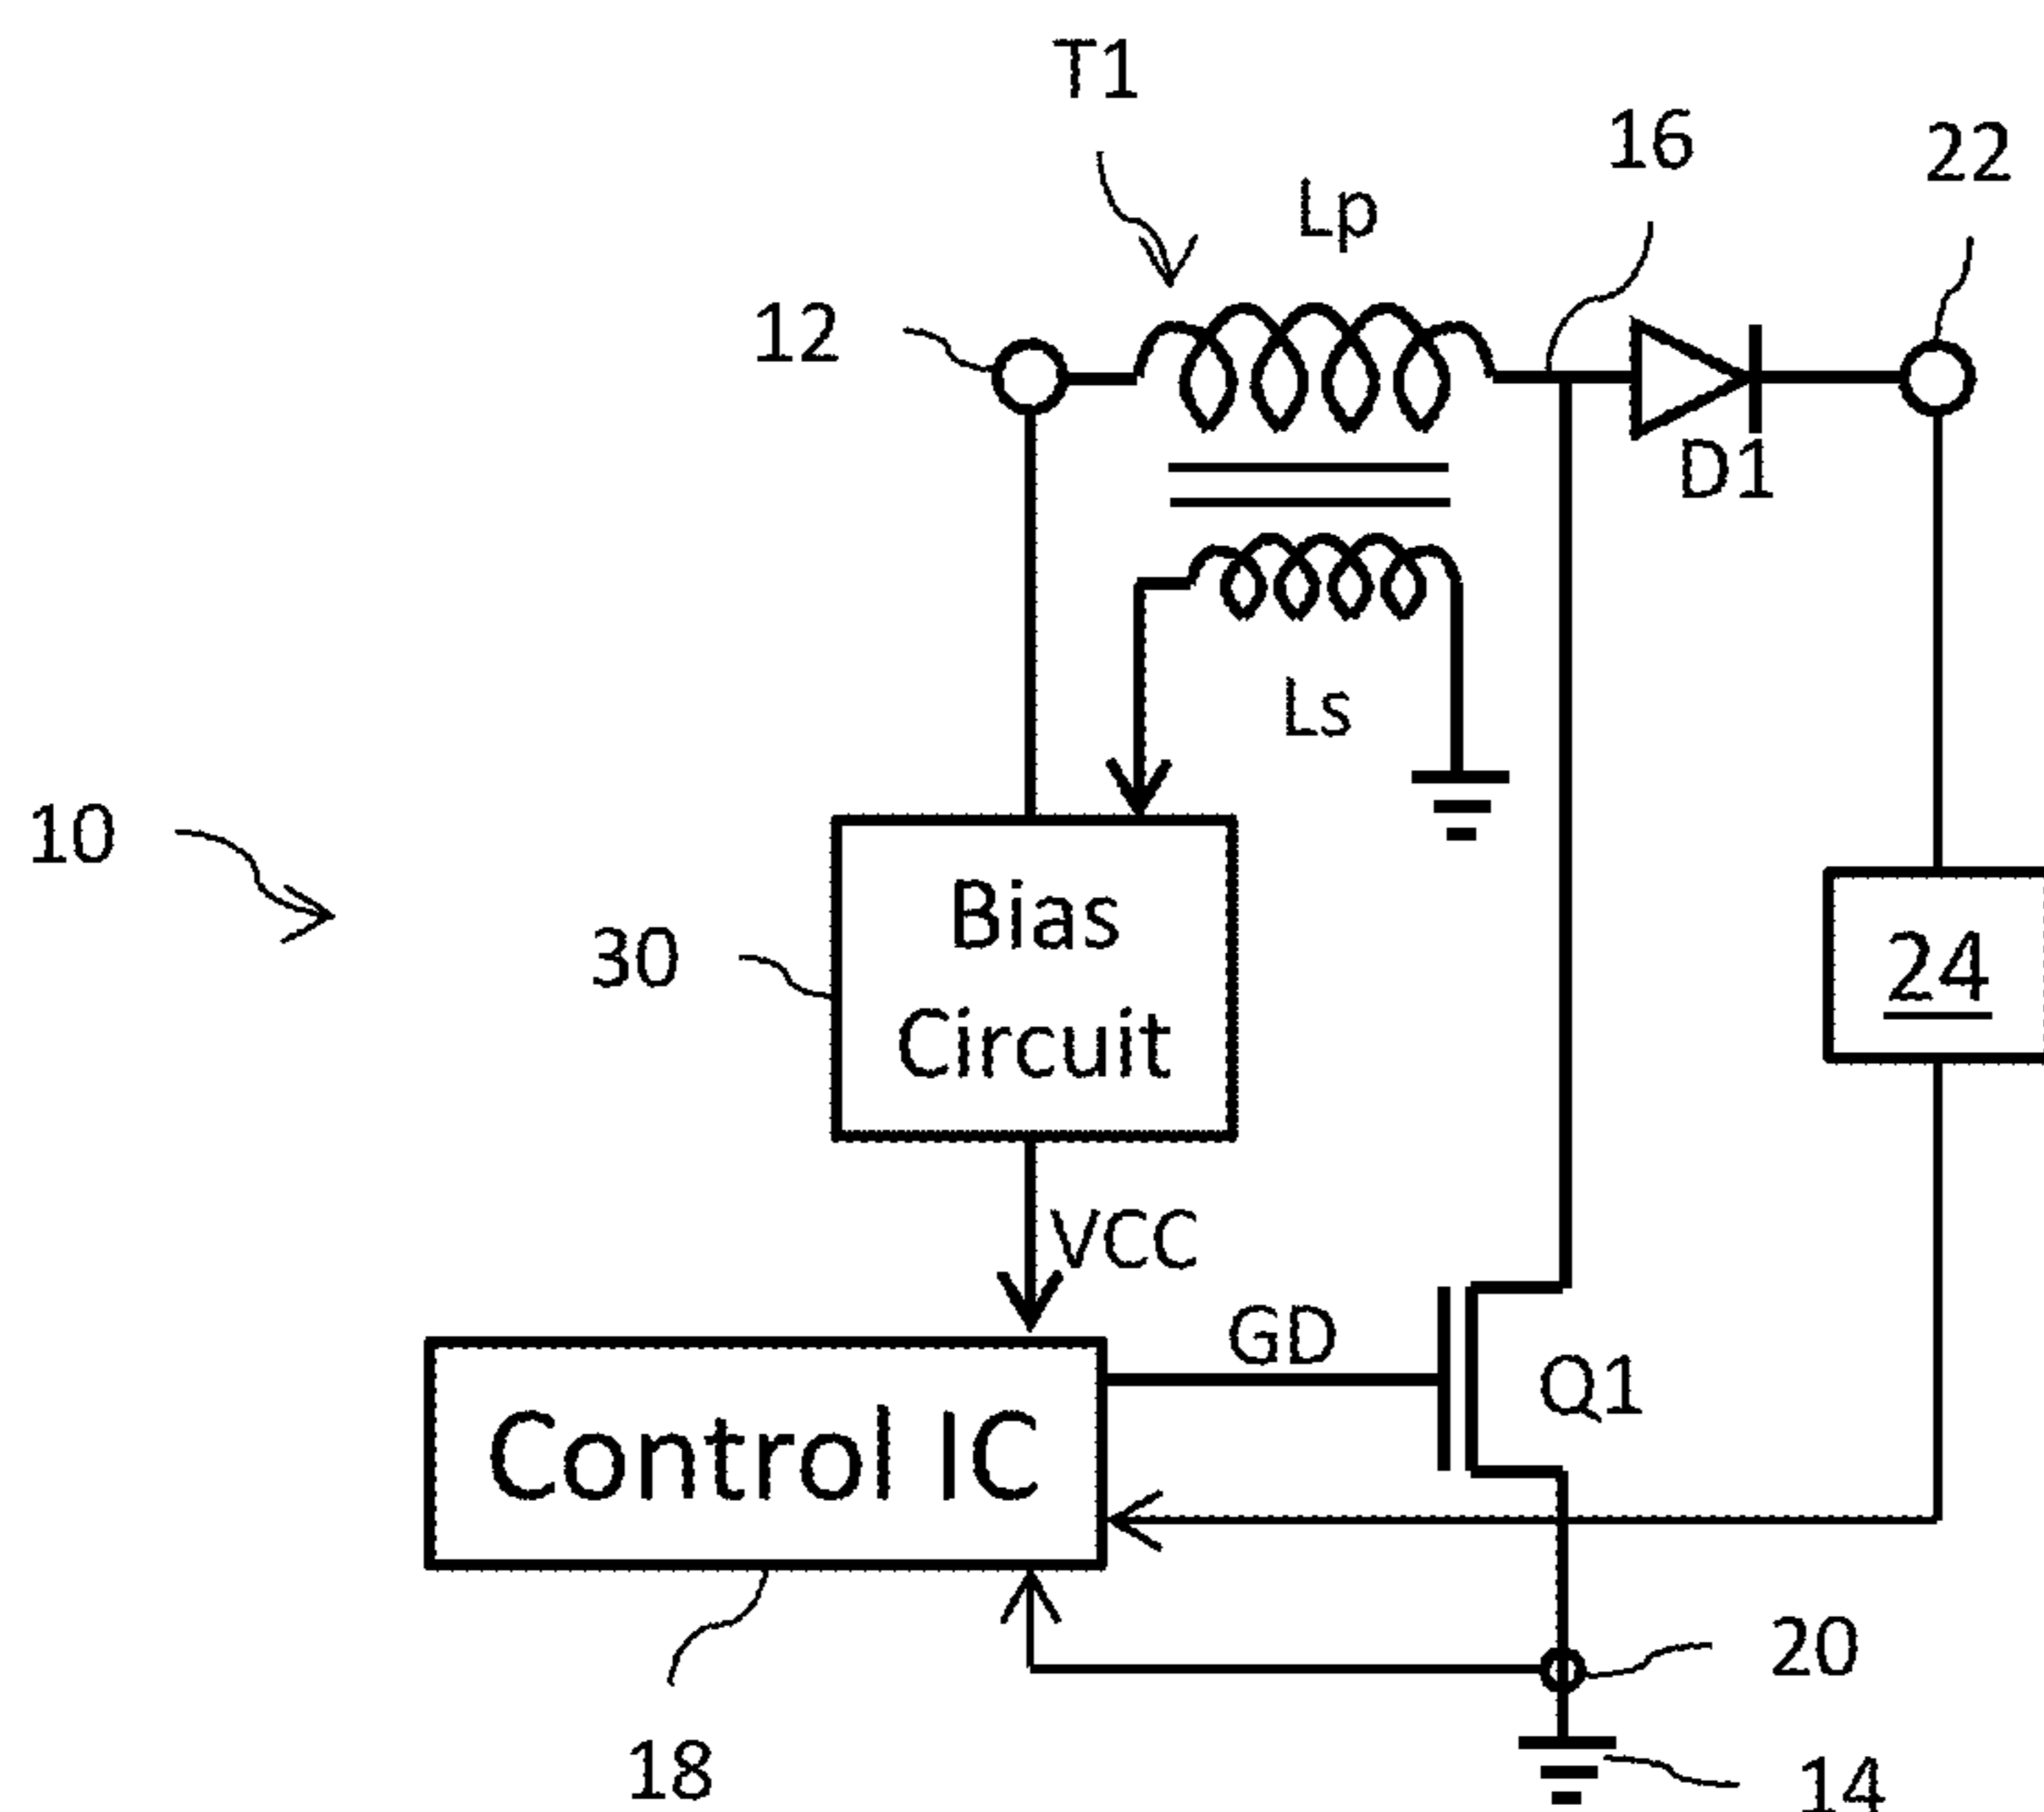 T1
16
22
Lp
12
D1
Ls
10
Bias
Circuit
30
24
VCC
GD
Q1
Control IC
20
18
14